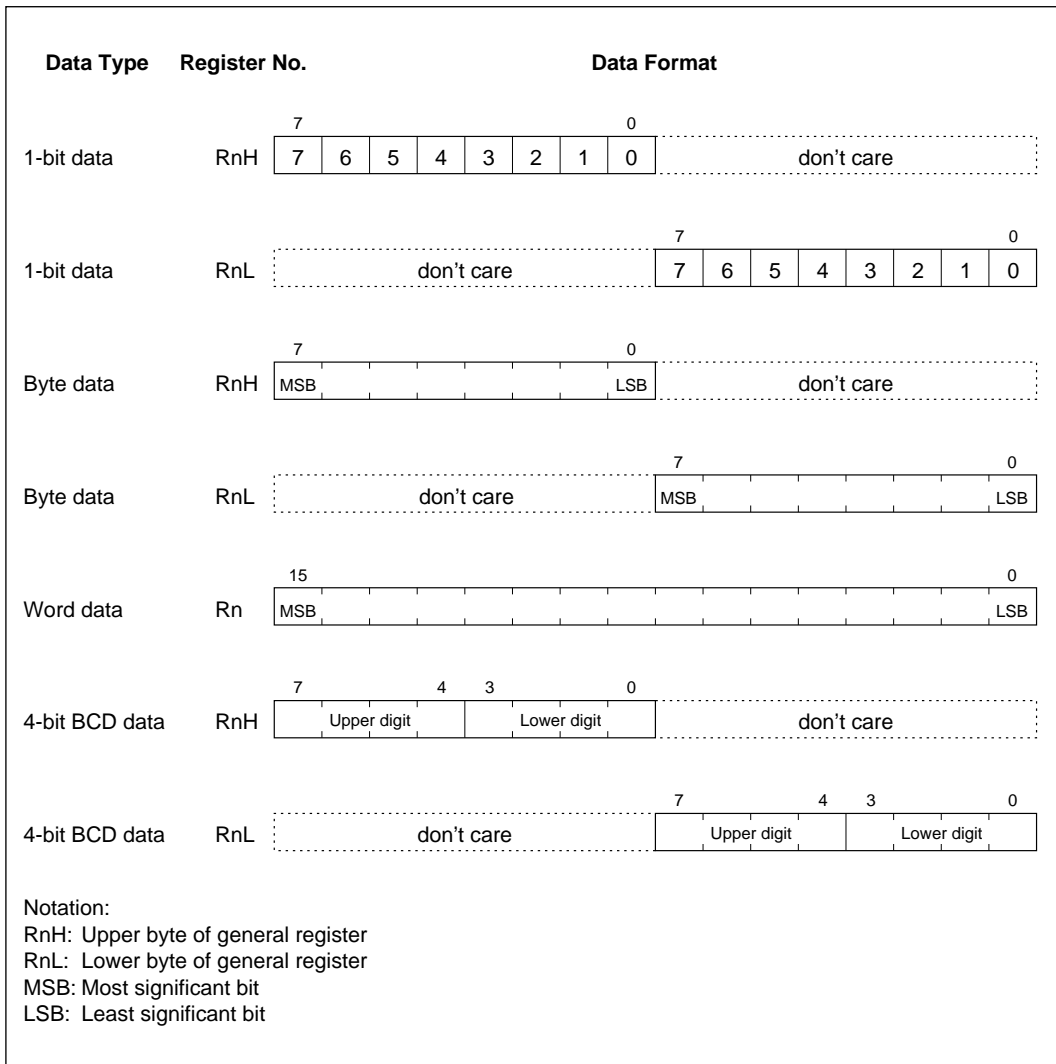 Data Type Register No. Data Format
7 0
1-bit data RnH 7 6 5 4 3 2 1 0 don't care
7 0
1-bit data RnL don't care 7 6 5 4 3 2 1 0
7 0
Byte data RnH MSB LSB don't care
7 0
Byte data RnL don't care MSB LSB
15 0
Word data Rn MSB LSB
7 4 3 0
4-bit BCD data RnH Upper digit Lower digit don't care
7 4 3 0
4-bit BCD data RnL don't care Upper digit Lower digit
Notation:
RnH: Upper byte of general register
RnL: Lower byte of general register
MSB: Most significant bit
LSB: Least significant bit